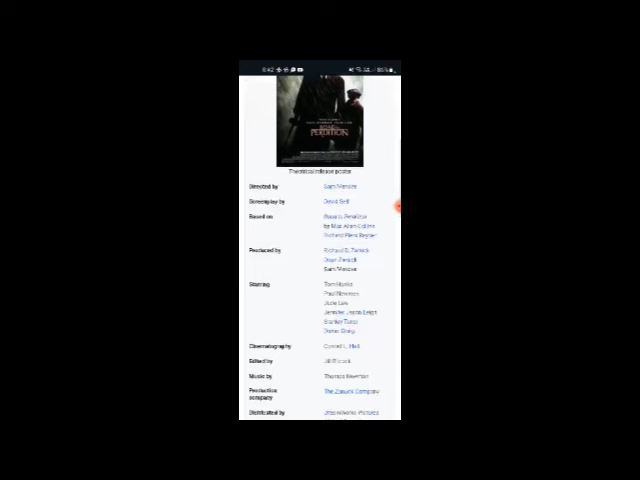 PERDITION
Theatrical release poster
Directed by
Sam Mendes
Screenplay by
David Self
Based on
Road to Perdition
by Max Allan Collins
Richard Piers Rayner
Produced by
Richard D. Zanuck
Dean Zanuck
Sam Mendes
Starring
Tom Hanks
Paul Newman
Jude Law
Jennifer Jason Leigh
Stanley Tucci
Daniel Craig
Cinematography
Conrad L. Hall
Edited by
Jill Bilcock
Music by
Thomas Newman
Production
company
The Zanuck Company
Distributed by
DreamWorks Pictures